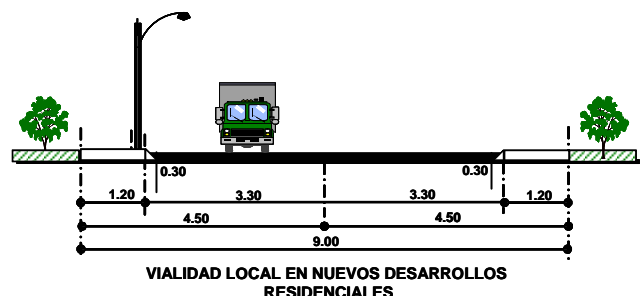 0.30 0.30
1.20 3.30 3.30 1.20
4.50 4.50
9.00
VIALIDAD LOCAL EN NUEVOS DESARROLLOS
RESIDENCIALES